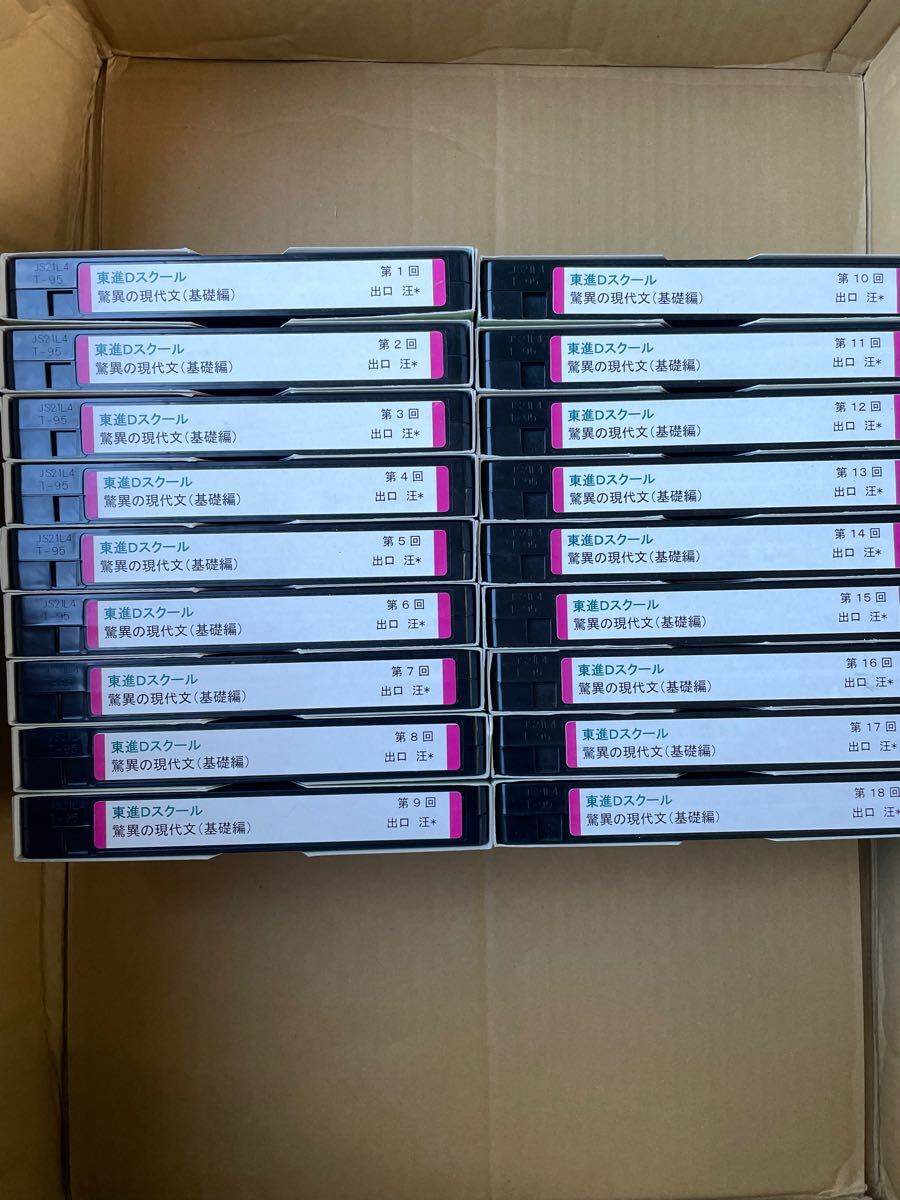 JS21L4
T-95
東進Dスクール
第 1 回
驚異の現代文(基礎編)
出口 汪*
JS21L4
T-95
東進Dスクール
第 2 回
驚異の現代文(基礎編)
出口 汪*
JS21L4
T-95
東進Dスクール
第 3 回
驚異の現代文(基礎編)
出口 汪*
JS21L4
T-95
東進Dスクール
第 4 回
驚異の現代文(基礎編)
出口 汪*
JS21L4
T-95
東進Dスクール
第 5 回
驚異の現代文(基礎編)
出口 汪*
JS21L4
T-95
東進Dスクール
第 6 回
驚異の現代文(基礎編)
出口 汪*
東進Dスクール
第 7 回
驚異の現代文(基礎編)
出口 汪*
東進Dスクール
第 8 回
驚異の現代文(基礎編)
出口 汪*
東進Dスクール
第 9 回
驚異の現代文(基礎編)
出口 汪*
東進Dスクール
第 10 回
驚異の現代文(基礎編)
出口 汪*
東進Dスクール
第 11 回
驚異の現代文(基礎編)
出口 汪*
東進Dスクール
第 12 回
驚異の現代文(基礎編)
出口 汪*
東進Dスクール
第 13 回
驚異の現代文(基礎編)
出口 汪*
東進Dスクール
第 14 回
驚異の現代文(基礎編)
出口 汪*
東進Dスクール
第 15 回
驚異の現代文(基礎編)
出口 汪*
東進Dスクール
第 16 回
驚異の現代文(基礎編)
出口 汪*
東進Dスクール
第 17 回
驚異の現代文(基礎編)
出口 汪*
東進Dスクール
第 18 回
驚異の現代文(基礎編)
出口 汪*